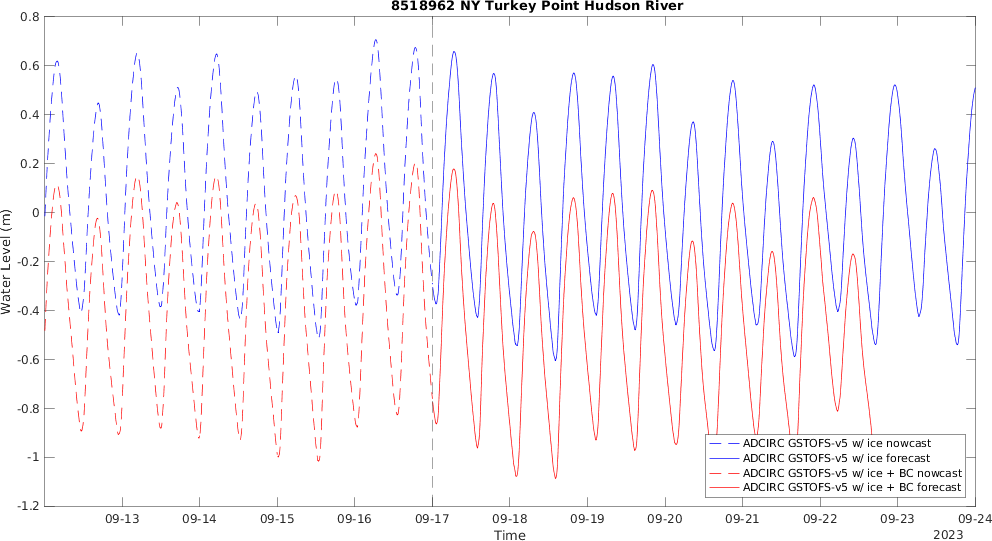 8518962 NY Turkey Point Hudson River
0.8
0.6
0.4
0.2
0
-0.2
-0.4
-0.6
-0.8
-1
-1.2
Water Level (m)
ADCIRC GSTOFS-v5 w/ ice nowcast
ADCIRC GSTOFS-v5 w/ ice forecast
ADCIRC GSTOFS-v5 w/ ice + BC nowcast
ADCIRC GSTOFS-v5 w/ ice + BC forecast
09-13 09-14 09-15 09-16 09-17 09-18 09-19 09-20 09-21 09-22 09-23 09-24
Time
2023